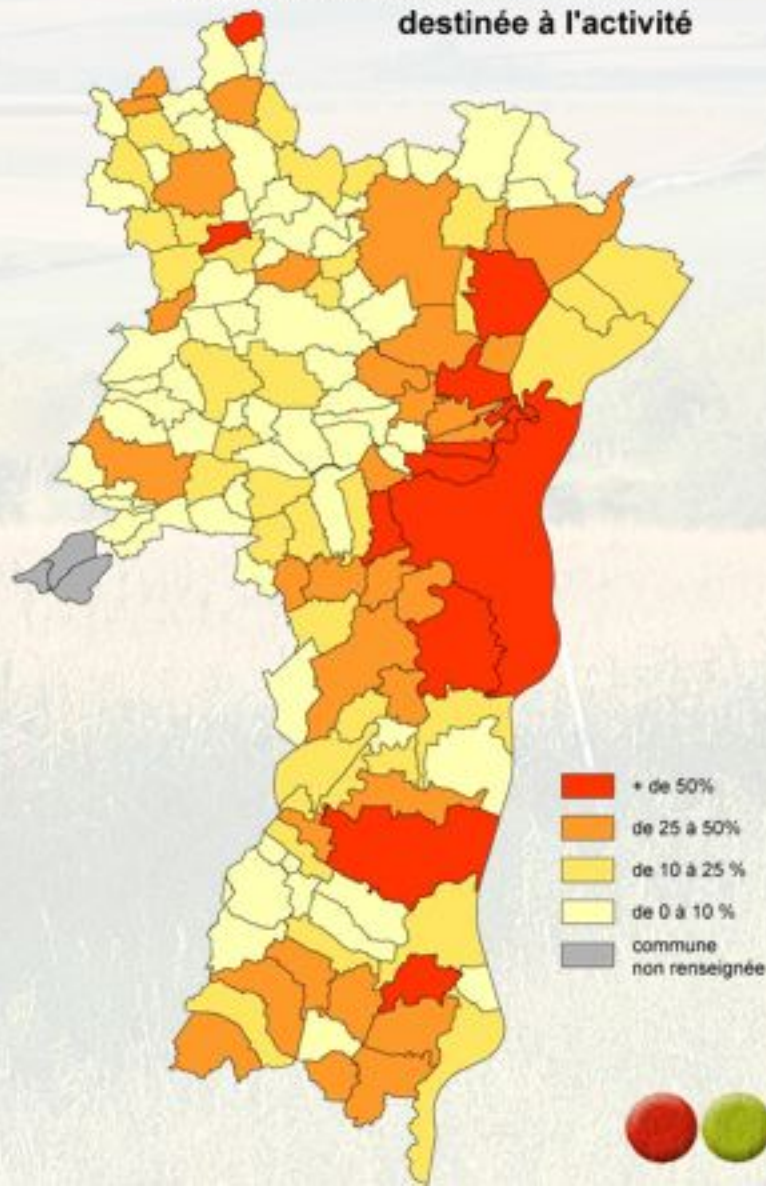 destinée à l'activité
+ de 50%
de 25 à 50%
de 10 à 25 %
de 0 à 10 %
commune
non renseignée